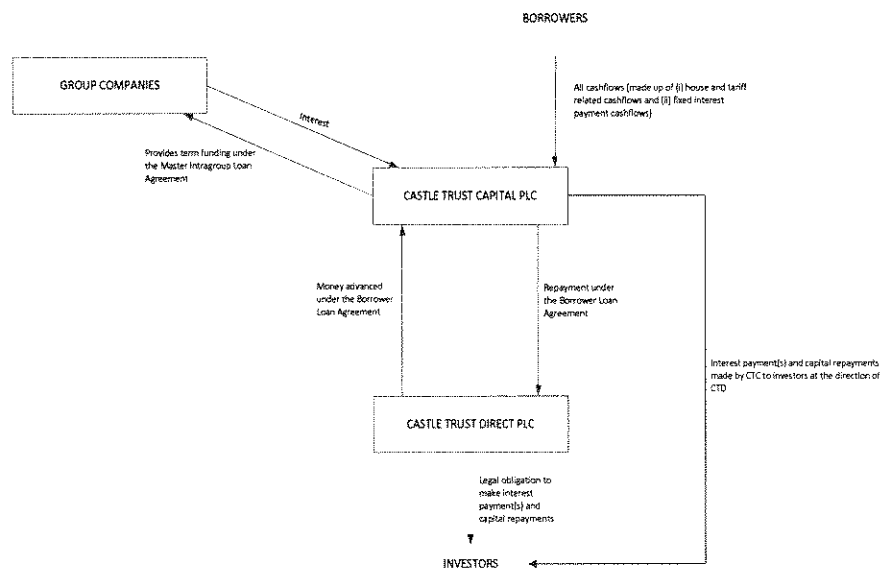 BORROWERS
GROUP COMPANIES
All cashflows (made up of (i) house and tariff
related cashflows and (ii) fixed interest
payment cashflows)
Interest
Provides term funding under
the Master Intragroup Loan
Agreement
CASTLE TRUST CAPITAL PLC
Money advanced
under the Borrower
Loan Agreement
Repayment under
the Borrower Loan
Agreement
Interest payment(s) and capital repayments
made by CTC to investors at the direction of
CTD
CASTLE TRUST DIRECT PLC
Legal obligation to
make interest
payment(s) and
capital repayments
INVESTORS